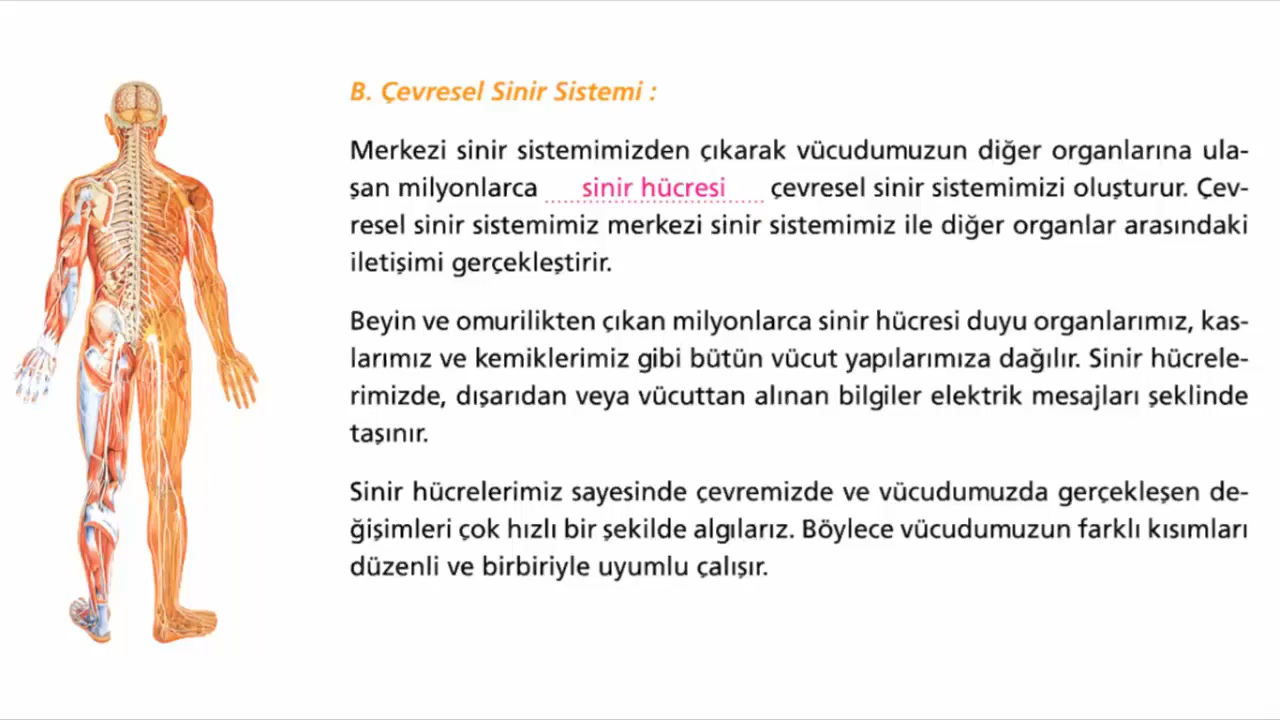 B. Çevresel Sinir Sistemi :
Merkezi sinir sistemimizden çıkarak vücudumuzun diğer organlarına ula-
şan milyonlarca sinir hücresi çevresel sinir sistemimizi oluşturur. Çev-
resel sinir sistemimiz merkezi sinir sistemimiz ile diğer organlar arasındaki
iletişimi gerçekleştirir.
Beyin ve omurilikten çıkan milyonlarca sinir hücresi duyu organlarımız, kas-
larımız ve kemiklerimiz gibi bütün vücut yapılarımıza dağılır. Sinir hücrele-
rimizde, dışarıdan veya vücuttan alınan bilgiler elektrik mesajları şeklinde
taşınır.
Sinir hücrelerimiz sayesinde çevremizde ve vücudumuzda gerçekleşen de-
ğişimleri çok hızlı bir şekilde algılarız. Böylece vücudumuzun farklı kısımları
düzenli ve birbiriyle uyumlu çalışır.